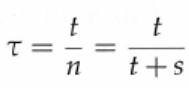 τ = t/n = t/(t + s)